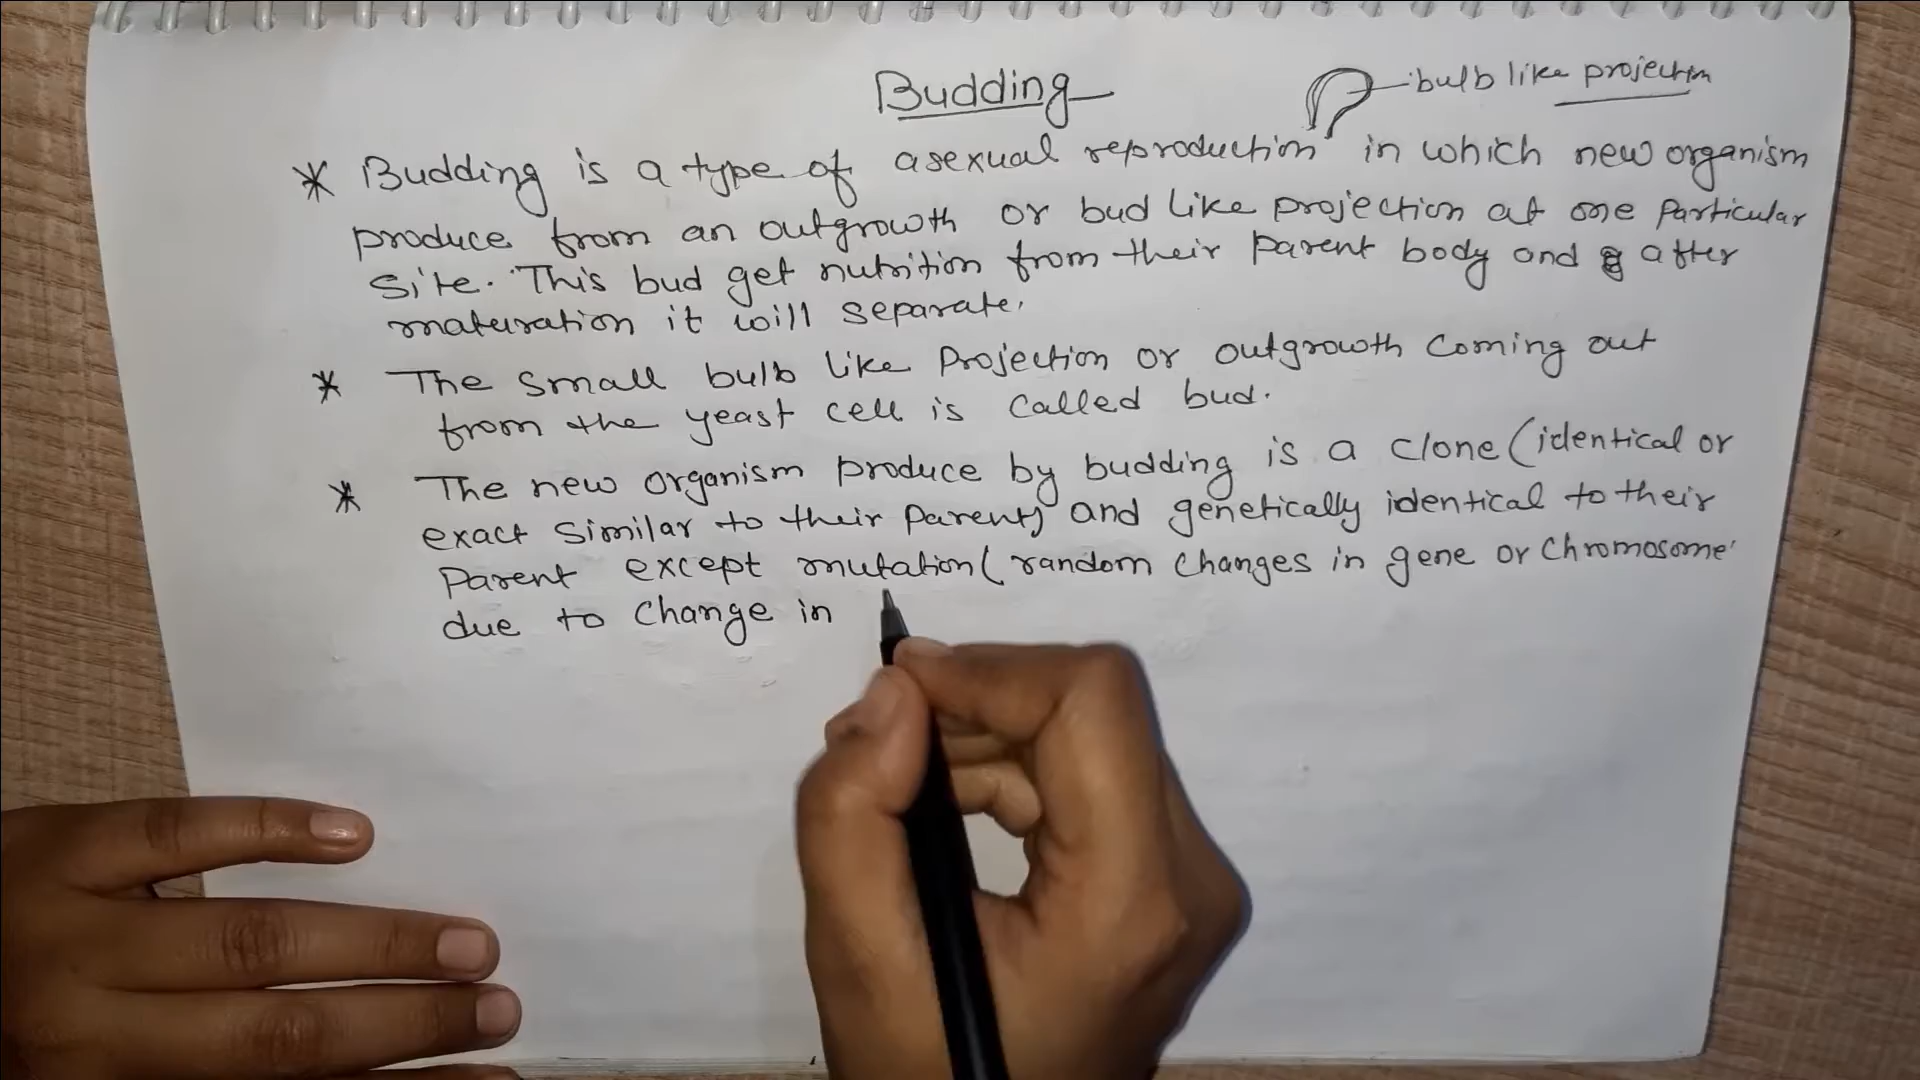 Budding
bulb like projection
* Budding is a type of asexual reproduction in which new organism
produce from an outgrowth or bud like projection at one particular
site. This bud get nutrition from their parent body and after
maturation it will separate.
* The small bulb like projection or outgrowth coming out
from the yeast cell is called bud.
* The new organism produce by budding is a clone (identical or
exact similar to their parent) and genetically identical to their
parent except mutation ( random changes in gene or chromosome
due to change in